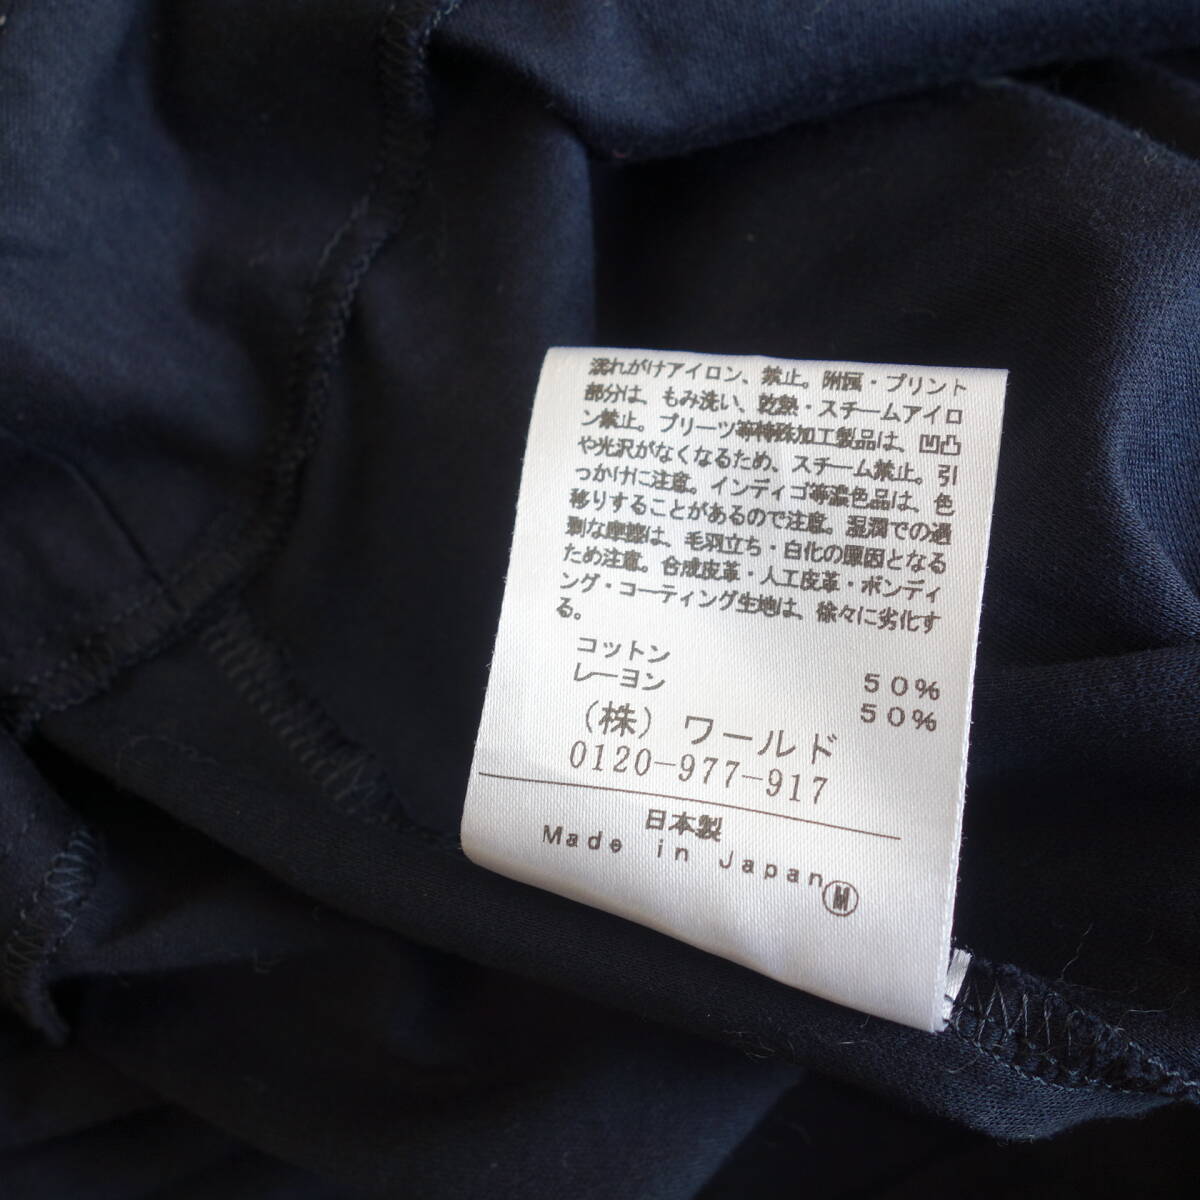 濡れがけアイロン、禁止。附属・プリント
部分は、もみ洗い、乾熱・スチームアイロ
ン禁止。プリーツ等特殊加工製品は、凹凸
や光沢がなくなるため、スチーム禁止。引
っかけに注意。インディゴ等濃色品は、色
移りすることがあるので注意。湿潤での過
剰な摩擦は、毛羽立ち・白化の原因となる
ため注意。合成皮革・人工皮革・ボンディ
ング・コーティング生地は、徐々に劣化す
る。
コットン 50%
レーヨン 50%
(株) ワールド
0120-977-917
日本製
Made in Japan
M